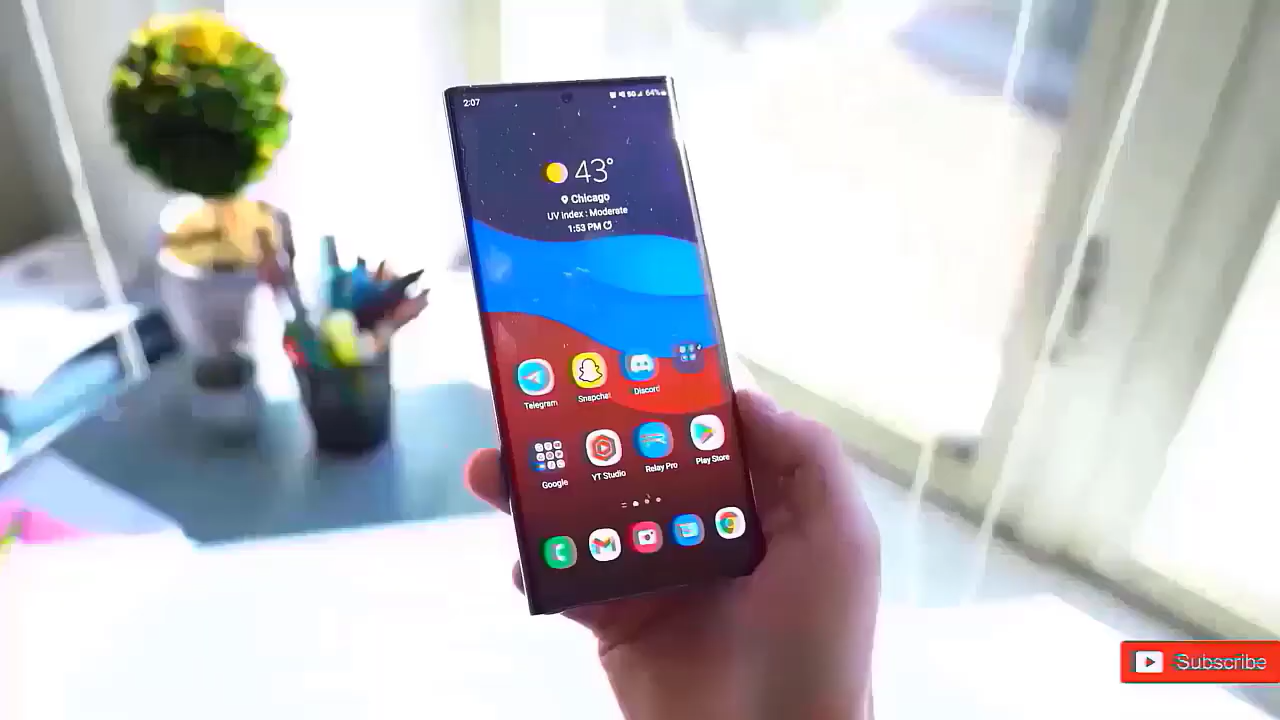 2:07
5G 64%
43°
Chicago
UV index : Moderate
1:53 PM
Telegram
Snapchat
Discord
Google
YT Studio
Relay Pro
Play Store
Subscribe